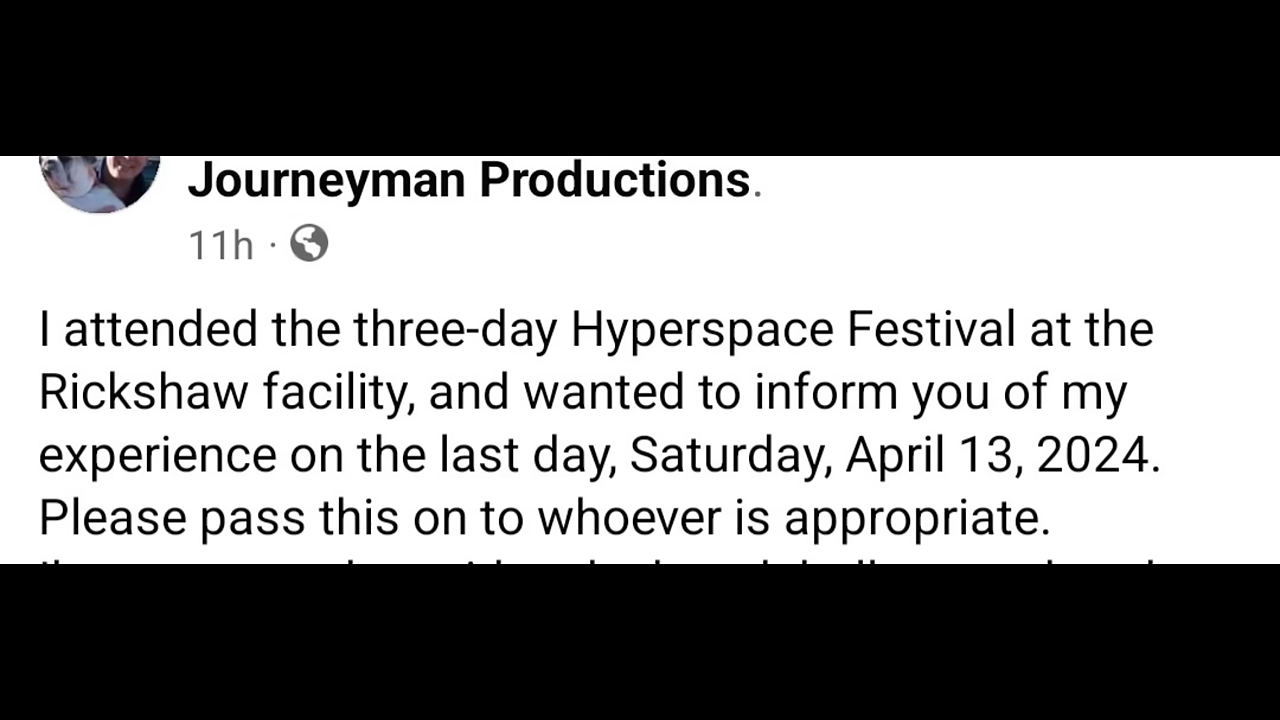 Journeyman Productions.
11h ·
I attended the three-day Hyperspace Festival at the
Rickshaw facility, and wanted to inform you of my
experience on the last day, Saturday, April 13, 2024.
Please pass this on to whoever is appropriate.